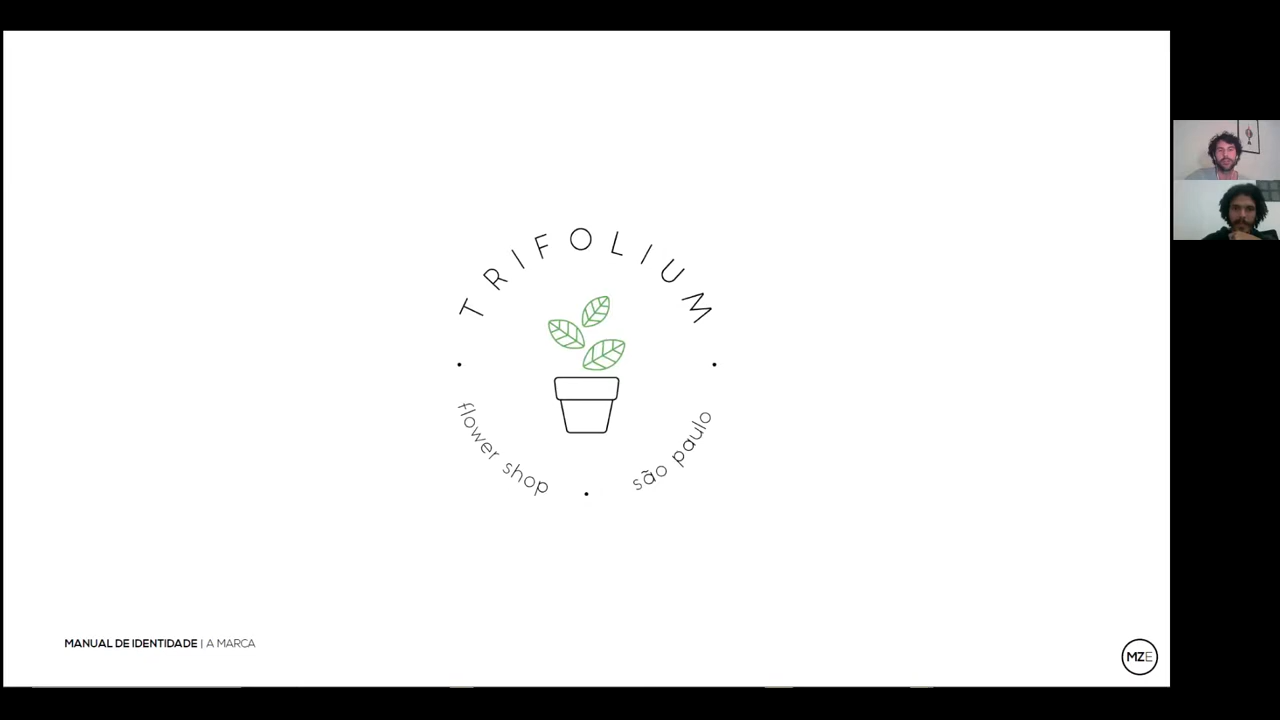 TRIFOLIUM
flower shop
são paulo
MANUAL DE IDENTIDADE | A MARCA
MZE